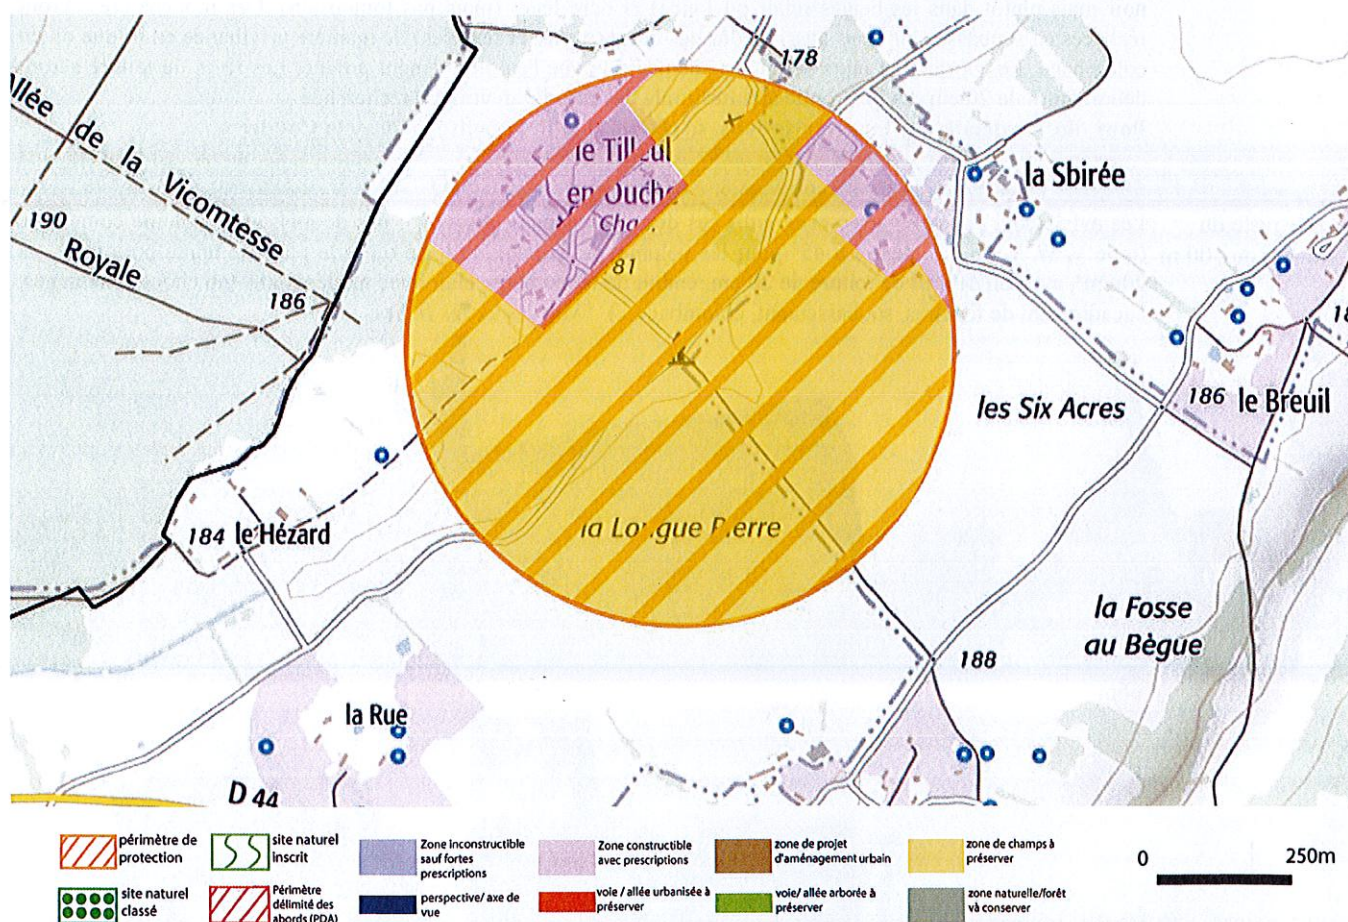 178
allée de la Vicomtesse
le Tilleul
en Ouche
Cha
la Sbirée
190
Royale
186
81
186
le Breuil
les Six Acres
184 le Hézard
la Longue Pierre
la Fosse
au Bègue
188
la Rue
D 44
périmètre de
protection
site naturel
inscrit
Zone inconstructible
sauf fortes
prescriptions
Zone constructible
avec prescriptions
zone de projet
d'aménagement urbain
zone de champs à
préserver
0 250m
site naturel
classé
Périmètre
délimité des
abords (PDA)
perspective/ axe de
vue
voie / allée urbanisée à
préserver
voie/ allée arborée à
préserver
zone naturelle/forêt
và conserver